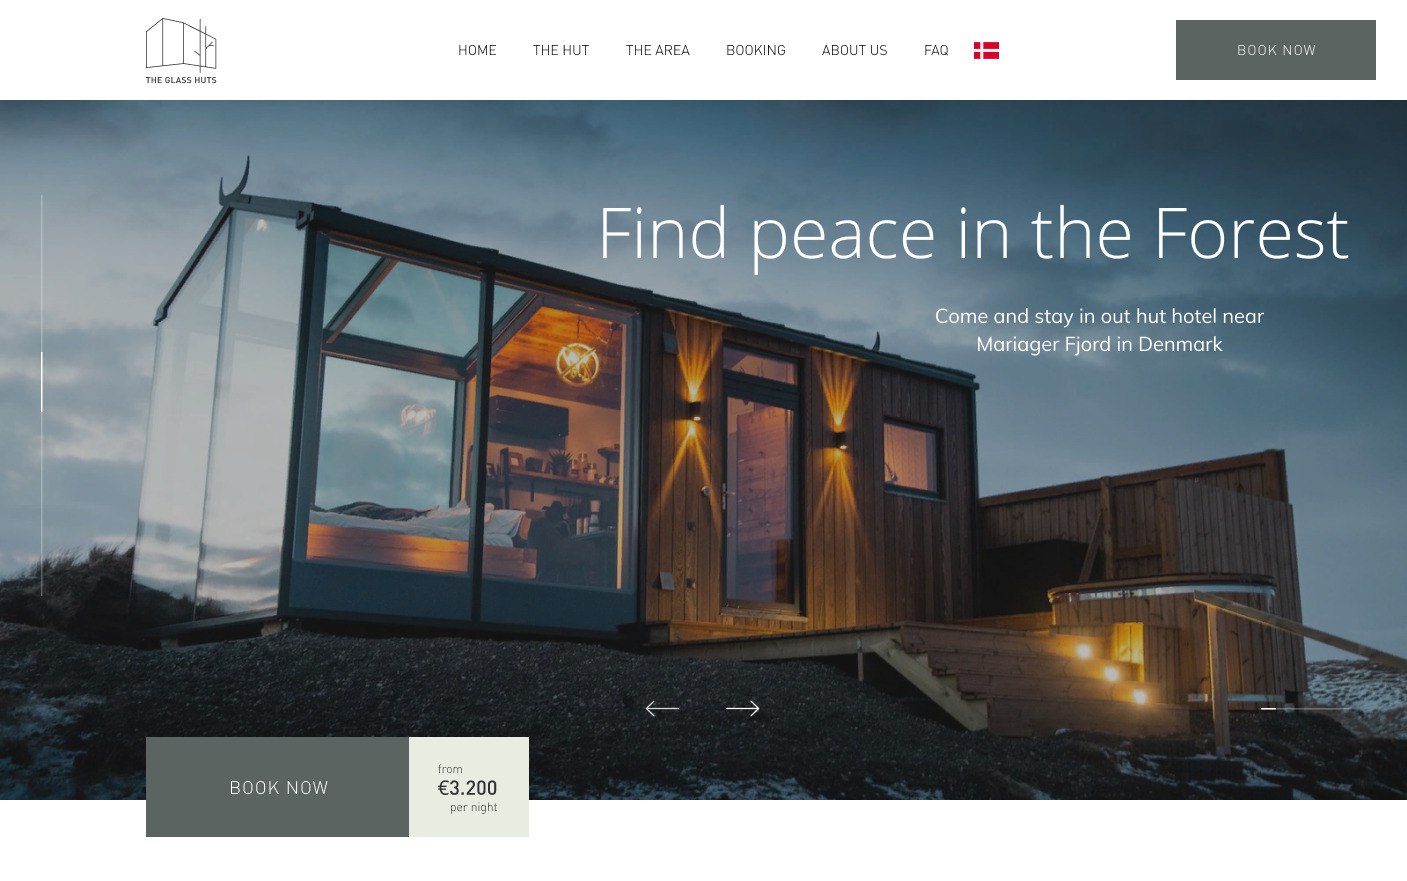 THE GLASS HUTS
HOME
THE HUT
THE AREA
BOOKING
ABOUT US
FAQ
BOOK NOW
Find peace in the Forest
Come and stay in out hut hotel near
Mariager Fjord in Denmark
BOOK NOW
from
€3.200
per night